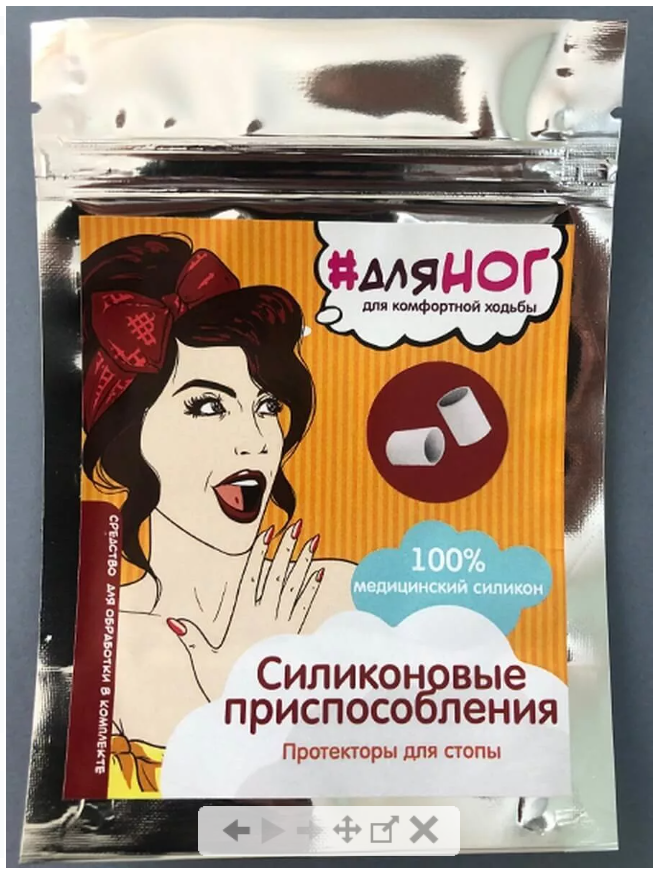 #дляНОГ
для комфортной ходьбы
100%
медицинский силикон
Силиконовые
приспособления
Протекторы для стопы
СРЕДСТВО ДЛЯ ОБРАБОТКИ В КОМПЛЕКТЕ